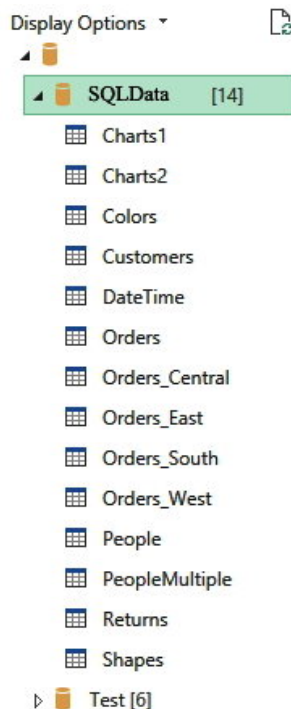 Display Options
SQLData [14]
Charts1
Charts2
Colors
Customers
DateTime
Orders
Orders_Central
Orders_East
Orders_South
Orders_West
People
PeopleMultiple
Returns
Shapes
Test [6]